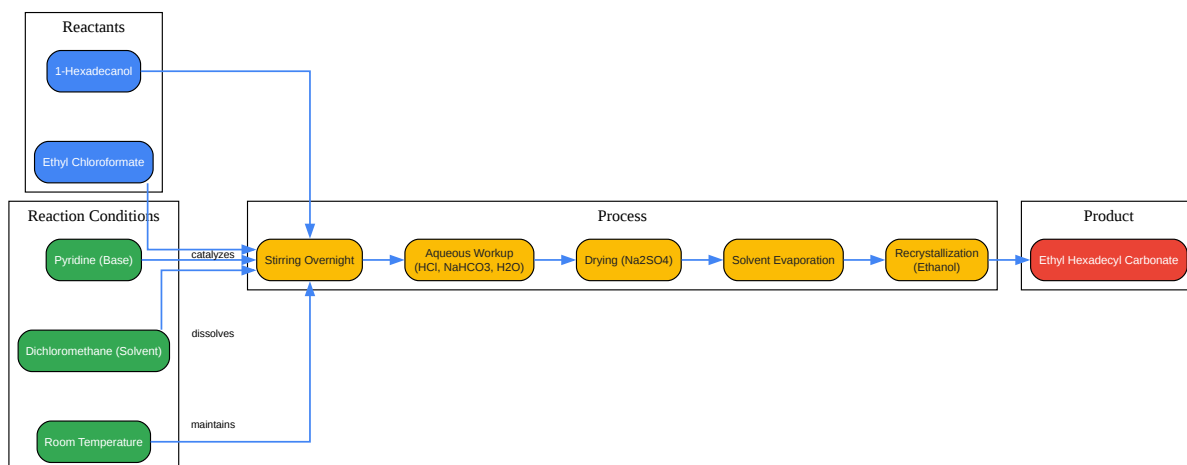 Reactants
1-Hexadecanol
Ethyl Chloroformate
Reaction Conditions
Pyridine (Base)
Dichloromethane (Solvent)
Room Temperature
catalyzes
dissolves
maintains
Process
Stirring Overnight
Aqueous Workup
(HCl, NaHCO3, H2O)
Drying (Na2SO4)
Solvent Evaporation
Recrystallization
(Ethanol)
Product
Ethyl Hexadecyl Carbonate